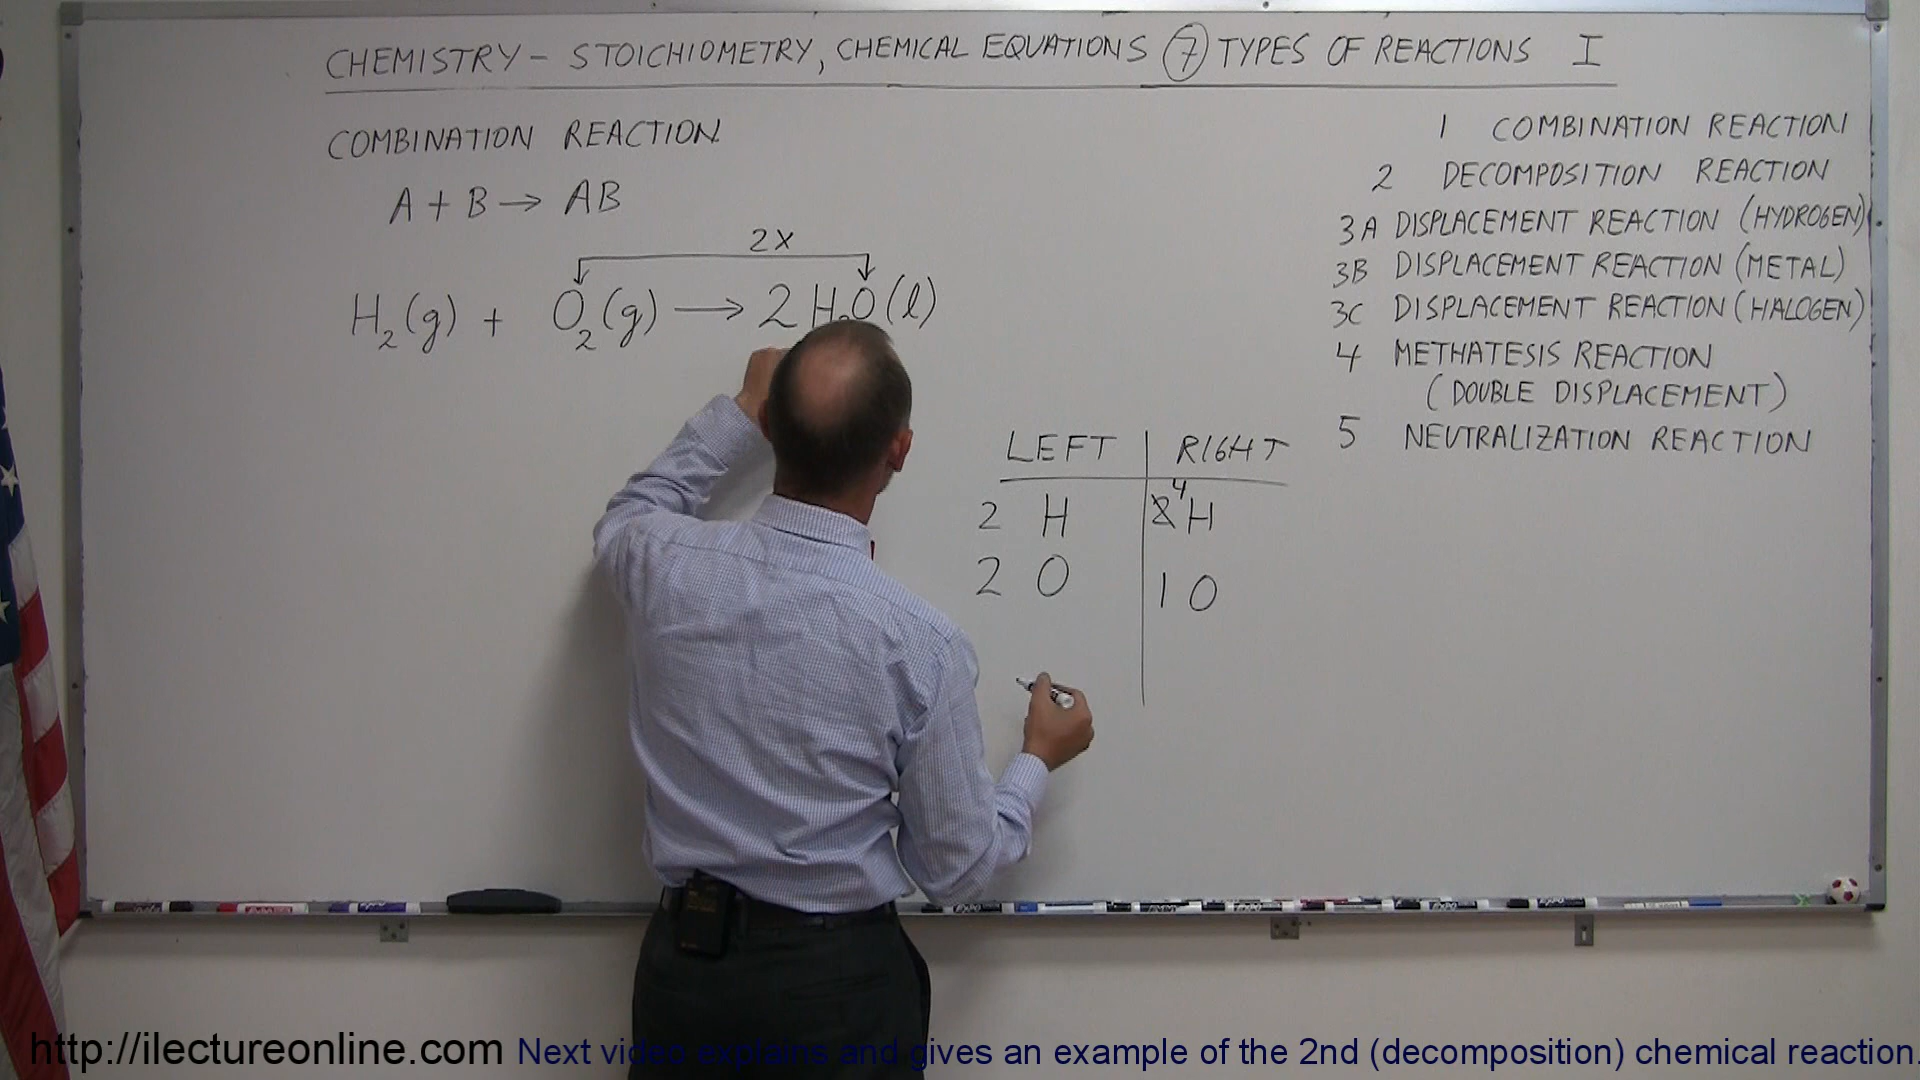 CHEMISTRY - STOICHIOMETRY, CHEMICAL EQUATIONS 7 TYPES OF REACTIONS I
COMBINATION REACTION
A + B → AB
2X
H₂(g) + O₂(g) → 2 H₂O(l)
1 COMBINATION REACTION
2 DECOMPOSITION REACTION
3A DISPLACEMENT REACTION (HYDROGEN)
3B DISPLACEMENT REACTION (METAL)
3C DISPLACEMENT REACTION (HALOGEN)
4 METHATESIS REACTION
(DOUBLE DISPLACEMENT)
5 NEUTRALIZATION REACTION
LEFT RIGHT
4
2 H 2 H
2 O 1 O
http://ilectureonline.com Next video explains and gives an example of the 2nd (decomposition) chemical reaction.